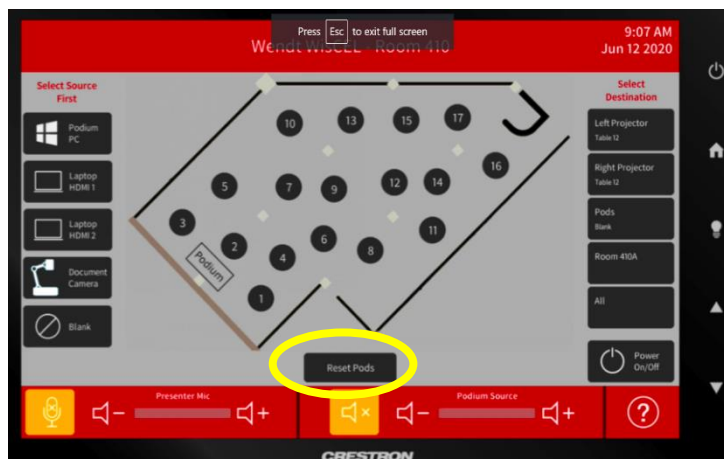 Press Esc to exit full screen
Wendt WisCEL - Room 410
9:07 AM
Jun 12 2020
Select Source
First
Podium
PC
Laptop
HDMI 1
Laptop
HDMI 2
Document
Camera
Blank
10
13
15
17
16
5
7
9
12
14
3
2
4
6
8
11
Podium
1
Select
Destination
Left Projector
Table 12
Right Projector
Table 12
Pods
Blank
Room 410A
All
Power
On/Off
Reset Pods
Presenter Mic
Podium Source
?
CRESTRON